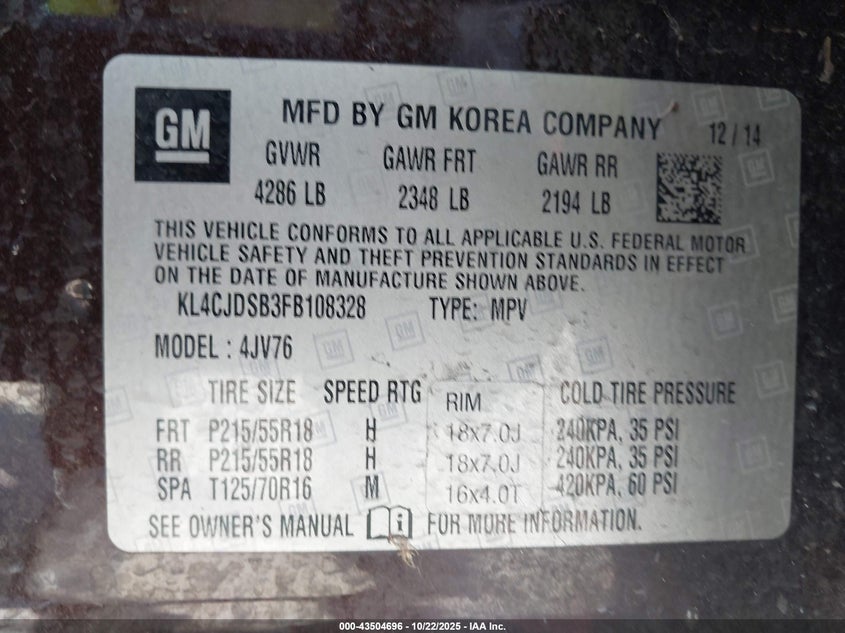 GM
MFD BY GM KOREA COMPANY 12/14
GVWR GAWR FRT GAWR RR
4286 LB 2348 LB 2194 LB
THIS VEHICLE CONFORMS TO ALL APPLICABLE U.S. FEDERAL MOTOR
VEHICLE SAFETY AND THEFT PREVENTION STANDARDS IN EFFECT
ON THE DATE OF MANUFACTURE SHOWN ABOVE.
KL4CJDSB3FB108328 TYPE: MPV
MODEL : 4JV76
TIRE SIZE SPEED RTG RIM COLD TIRE PRESSURE
FRT P215/55R18 H 18x7.0J 240KPA, 35 PSI
RR P215/55R18 H 18x7.0J 240KPA, 35 PSI
SPA T125/70R16 M 16x4.0T 420KPA, 60 PSI
SEE OWNER'S MANUAL i FOR MORE INFORMATION.
000-43504696 - 10/22/2025 - IAA Inc.